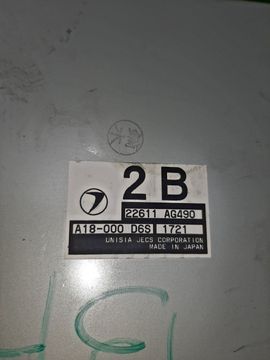 2B
22611 AG490
A18-000 D6S 1721
UNISIA JECS CORPORATION
MADE IN JAPAN